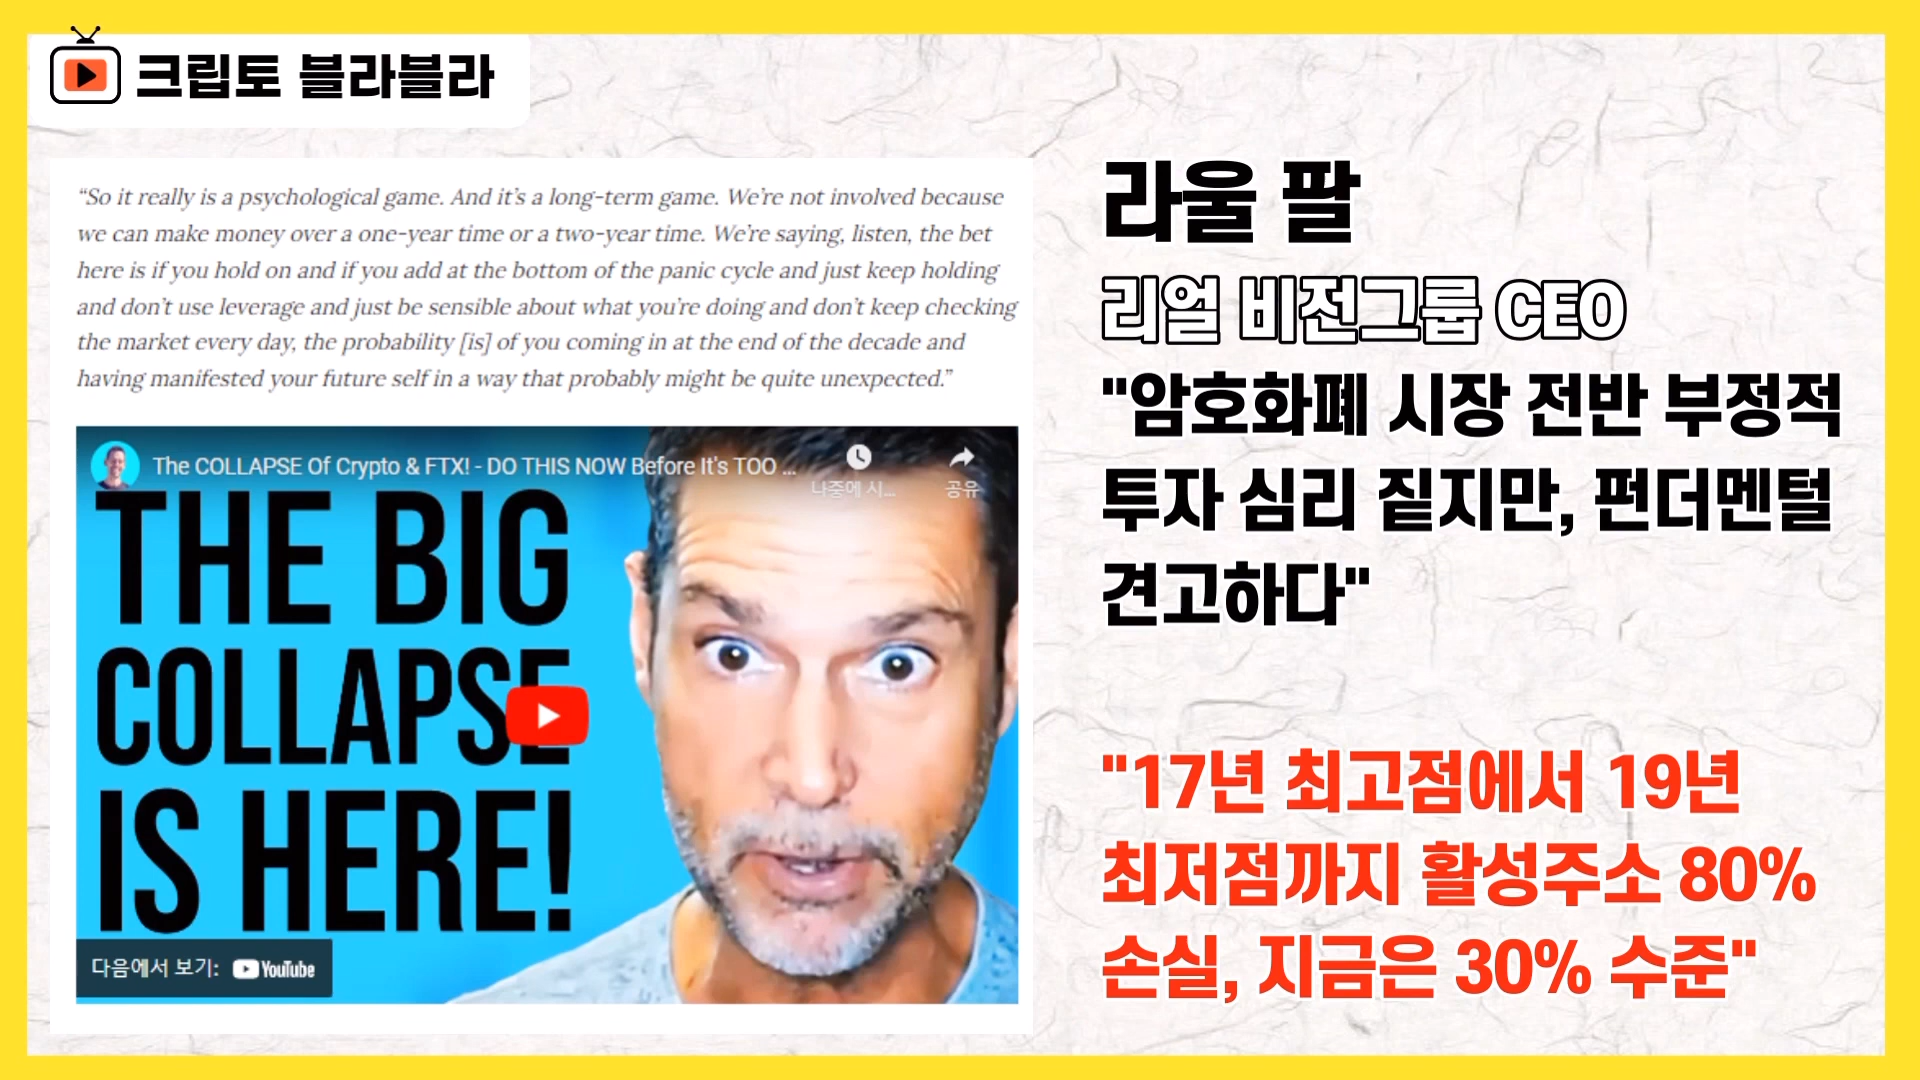 크립토 블라블라
“So it really is a psychological game. And it’s a long-term game. We’re not involved because
we can make money over a one-year time or a two-year time. We’re saying, listen, the bet
here is if you hold on and if you add at the bottom of the panic cycle and just keep holding
and don’t use leverage and just be sensible about what you’re doing and don’t keep checking
the market every day, the probability [is] of you coming in at the end of the decade and
having manifested your future self in a way that probably might be quite unexpected.”
The COLLAPSE Of Crypto & FTX! - DO THIS NOW Before It's TOO ...
나중에 시...
공유
THE BIG
COLLAPSE
IS HERE!
다음에서 보기: YouTube
라울 팔
리얼 비전그룹 CEO
"암호화폐 시장 전반 부정적
투자 심리 짙지만, 펀더멘털
견고하다"
"17년 최고점에서 19년
최저점까지 활성주소 80%
손실, 지금은 30% 수준"